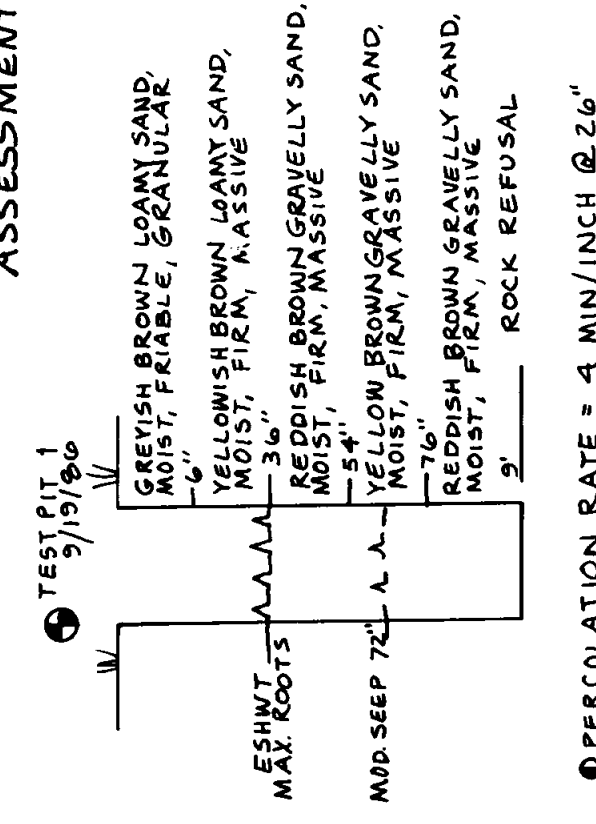 ASSESSMENT
TEST PIT 1
9/19/86
GREYISH BROWN LOAMY SAND,
MOIST, FRIABLE, GRANULAR
6"
YELLOWISH BROWN LOAMY SAND,
MOIST, FIRM, MASSIVE
36"
REDDISH BROWN GRAVELLY SAND,
MOIST, FIRM, MASSIVE
54"
YELLOW BROWN GRAVELLY SAND,
MOIST, FIRM, MASSIVE
76"
REDDISH BROWN GRAVELLY SAND,
MOIST, FIRM, MASSIVE
9' ROCK REFUSAL
ESHWT
MAX. ROOTS
MOD. SEEP 72"
PERCOLATION RATE = 4 MIN/INCH @ 26"